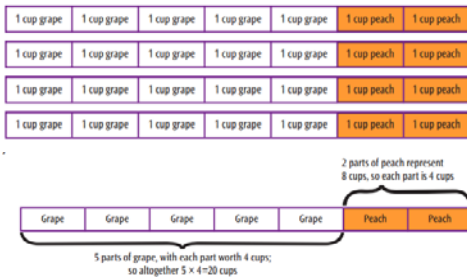 1 cup grape 1 cup grape 1 cup grape 1 cup grape 1 cup grape 1 cup peach 1 cup peach
1 cup grape 1 cup grape 1 cup grape 1 cup grape 1 cup grape 1 cup peach 1 cup peach
1 cup grape 1 cup grape 1 cup grape 1 cup grape 1 cup grape 1 cup peach 1 cup peach
1 cup grape 1 cup grape 1 cup grape 1 cup grape 1 cup grape 1 cup peach 1 cup peach
2 parts of peach represent
8 cups, so each part is 4 cups
Grape Grape Grape Grape Grape Peach Peach
5 parts of grape, with each part worth 4 cups;
so altogether 5 × 4=20 cups